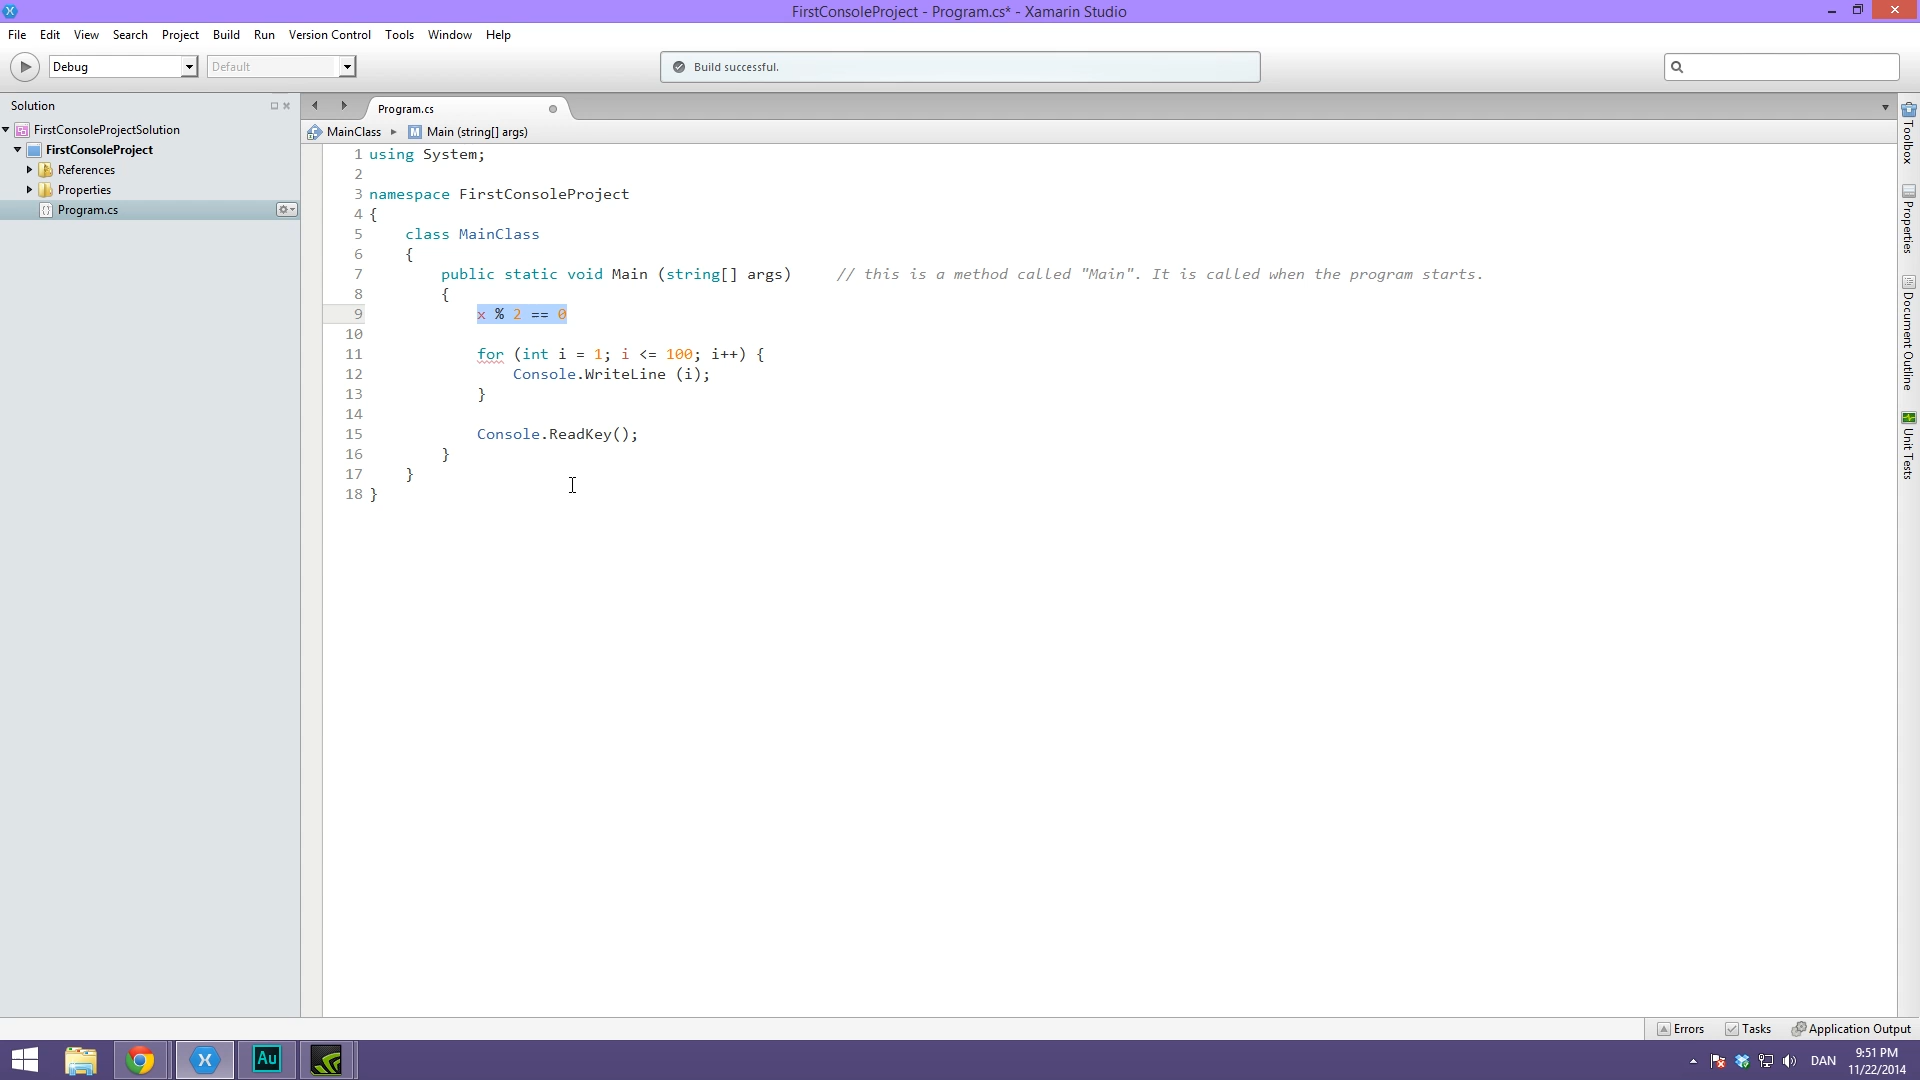 FirstConsoleProject - Program.cs* - Xamarin Studio
File Edit View Search Project Build Run Version Control Tools Window Help
Debug Default Build successful.
Solution
Program.cs
FirstConsoleProjectSolution
MainClass Main (string[] args)
FirstConsoleProject
References
Properties
Program.cs
1 using System;
2
3 namespace FirstConsoleProject
4 {
5 class MainClass
6 {
7 public static void Main (string[] args) // this is a method called "Main". It is called when the program starts.
8 {
9 x % 2 == 0
10
11 for (int i = 1; i <= 100; i++) {
12 Console.WriteLine (i);
13 }
14
15 Console.ReadKey();
16 }
17 }
18 }
Toolbox
Properties
Document Outline
Unit Tests
Errors Tasks Application Output
Au
DAN
9:51 PM
11/22/2014